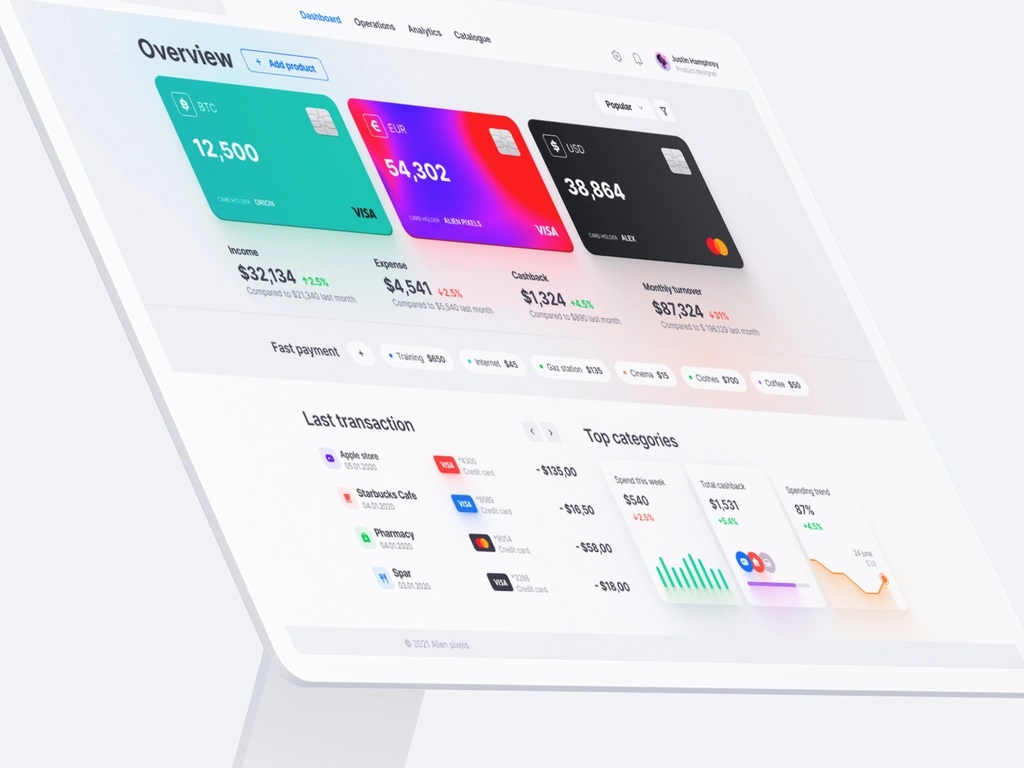 Dashboard Operations Analytics Catalogue
Justin Hamphrey
Product designer
Overview
+ Add product
Popular
BTC
12,500
CARD HOLDER ORION
VISA
€ EUR
54,302
CARD HOLDER ALIEN PIXELS
VISA
$ USD
38,864
CARD HOLDER ALEX
Income
$32,134 ↑2.5%
Compared to $21,340 last month
Expense
$4,541 ↓2.5%
Compared to $5,540 last month
Cashback
$1,324 +4.5%
Compared to $890 last month
Monthly turnover
$87,324 ↓31%
Compared to $ 196,129 last month
Fast payment + Training $650 Internet $45 Gaz station $135 Cinema $15 Clothes $700 Coffee $50
Last transaction
Apple store
05.01.2020
VISA
*4300
Credit card
- $135,00
Starbucks Cafe
04.01.2020
VISA
Credit card
- $16,50
Pharmacy
04.01.2020
Credit card
- $58,00
Spar
03.01.2020
VISA
*3288
Credit card
- $18,00
Top categories
Spend this week
$540
↓2.5%
Total cashback
$1,531
+5.4%
Spending trend
87%
+4.5%
24 june
© 2021 Alien pixels